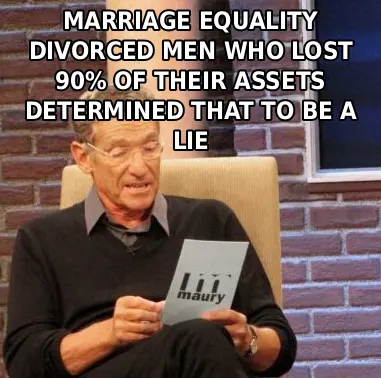 MARRIAGE EQUALITY
DIVORCED MEN WHO LOST
90% OF THEIR ASSETS
DETERMINED THAT TO BE A
LIE
maury